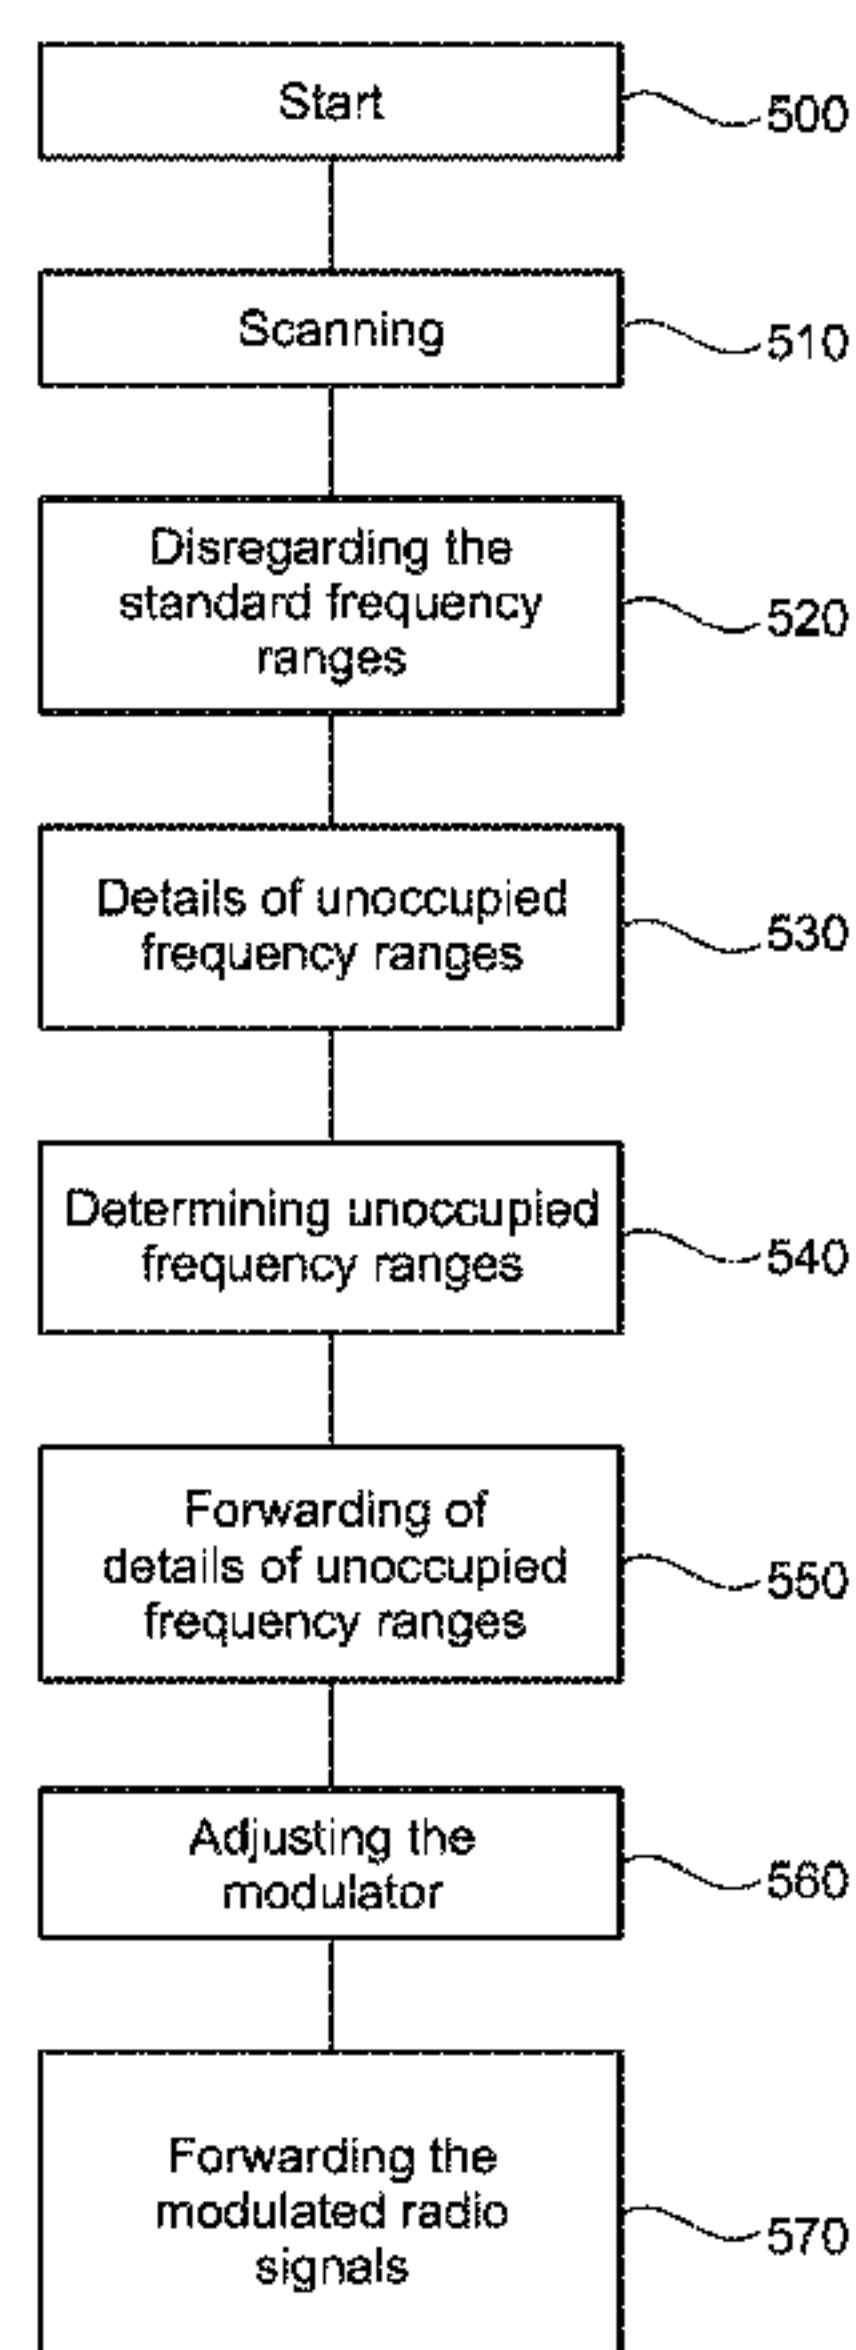 Start
500
Scanning
510
Disregarding the
standard frequency
ranges
520
Details of unoccupied
frequency ranges
530
Determining unoccupied
frequency ranges
540
Forwarding of
details of unoccupied
frequency ranges
550
Adjusting the
modulator
560
Forwarding the
modulated radio
signals
570